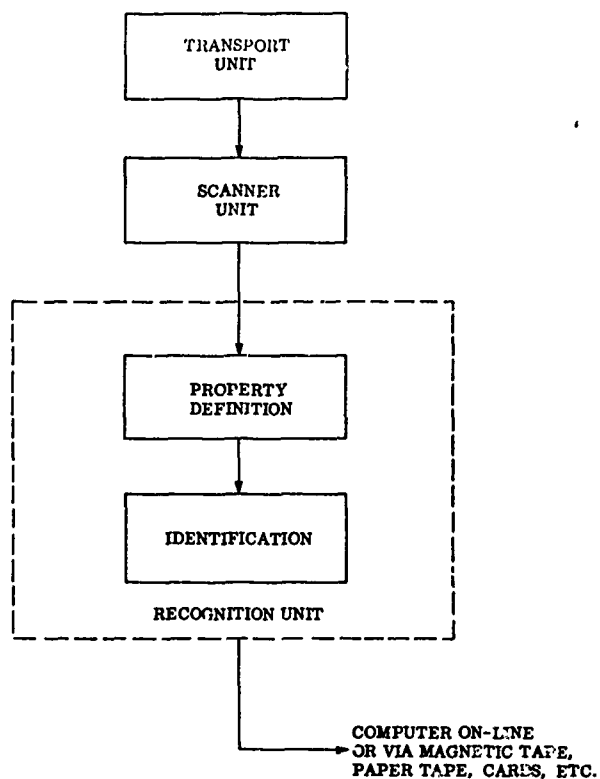 TRANSPORT
UNIT
SCANNER
UNIT
PROPERTY
DEFINITION
IDENTIFICATION
RECOGNITION UNIT
COMPUTER ON-LINE
OR VIA MAGNETIC TAPE,
PAPER TAPE, CARDS, ETC.